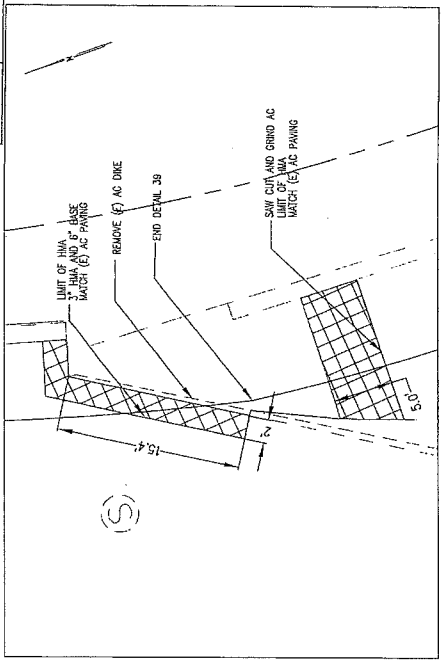 N
LIMIT OF HMA
3" HMA AND 6" BASE
MATCH (E) AC PAVING
REMOVE (E) AC DIKE
END DETAIL 39
SAW CUT AND GRIND AC
LIMIT OF HMA
MATCH (E) AC PAVING
15.4'
2'
5.0'
S